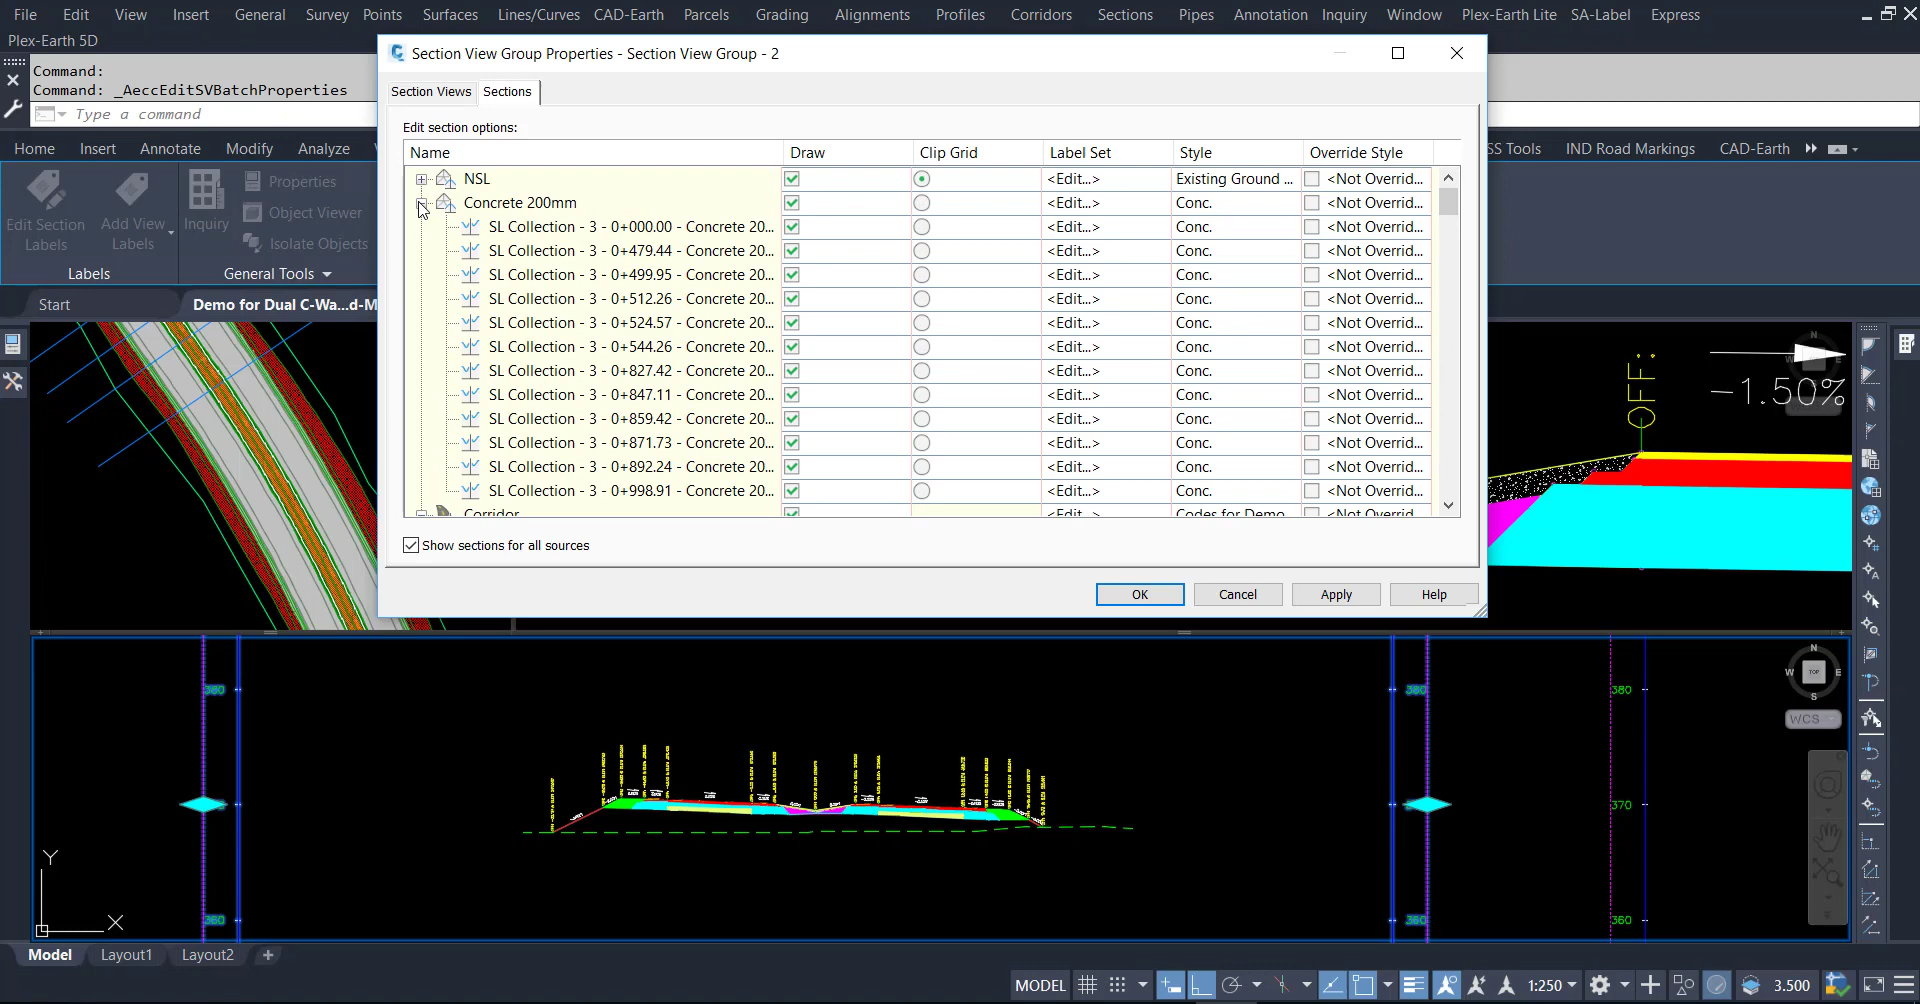 File Edit View Insert General Survey Points Surfaces Lines/Curves CAD-Earth Parcels Grading Alignments Profiles Corridors Sections Pipes Annotation Inquiry Window Plex-Earth Lite SA-Label Express
Plex-Earth 5D
Section View Group Properties - Section View Group - 2
Command:
Command: _AeccEditSVBatchProperties
Type a command
Section Views Sections
Home Insert Annotate Modify Analyze
SS Tools IND Road Markings CAD-Earth
Edit section options:
Name Draw Clip Grid Label Set Style Override Style
NSL <Edit...> Existing Ground ... <Not Overrid...
Concrete 200mm <Edit...> Conc. <Not Overrid...
SL Collection - 3 - 0+000.00 - Concrete 20... <Edit...> Conc. <Not Overrid...
SL Collection - 3 - 0+479.44 - Concrete 20... <Edit...> Conc. <Not Overrid...
SL Collection - 3 - 0+499.95 - Concrete 20... <Edit...> Conc. <Not Overrid...
SL Collection - 3 - 0+512.26 - Concrete 20... <Edit...> Conc. <Not Overrid...
SL Collection - 3 - 0+524.57 - Concrete 20... <Edit...> Conc. <Not Overrid...
SL Collection - 3 - 0+544.26 - Concrete 20... <Edit...> Conc. <Not Overrid...
SL Collection - 3 - 0+827.42 - Concrete 20... <Edit...> Conc. <Not Overrid...
SL Collection - 3 - 0+847.11 - Concrete 20... <Edit...> Conc. <Not Overrid...
SL Collection - 3 - 0+859.42 - Concrete 20... <Edit...> Conc. <Not Overrid...
SL Collection - 3 - 0+871.73 - Concrete 20... <Edit...> Conc. <Not Overrid...
SL Collection - 3 - 0+892.24 - Concrete 20... <Edit...> Conc. <Not Overrid...
SL Collection - 3 - 0+998.91 - Concrete 20... <Edit...> Conc. <Not Overrid...
Corridor <Edit...> Codes for Demo <Not Overrid
Show sections for all sources
OK Cancel Apply Help
Edit Section Labels
Add View Labels
Inquiry
Properties
Object Viewer
Isolate Objects
Labels General Tools
Start Demo for Dual C-Wa...d-M
OFF:
-1.50%
N
W E
380 380 380
370
360 360 360
N
W TOP E
S
WCS
Y
X
Model Layout1 Layout2 +
MODEL 1:250 3.500